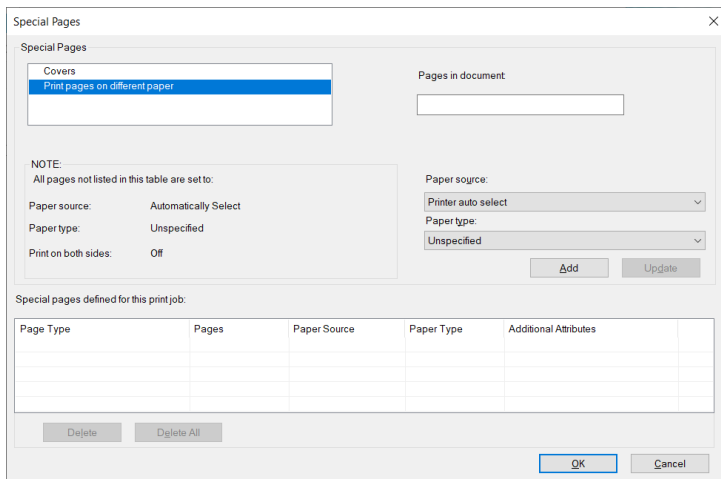 Special Pages
Special Pages
Covers
Print pages on different paper
Pages in document:
NOTE:
All pages not listed in this table are set to:
Paper source: Automatically Select
Paper type: Unspecified
Print on both sides: Off
Paper source:
Printer auto select
Paper type:
Unspecified
Add Update
Special pages defined for this print job:
Page Type Pages Paper Source Paper Type Additional Attributes
Delete Delete All
OK Cancel